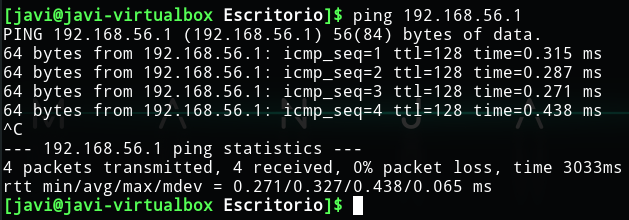 [javi@javi-virtualbox Escritorio]$ ping 192.168.56.1
PING 192.168.56.1 (192.168.56.1) 56(84) bytes of data.
64 bytes from 192.168.56.1: icmp_seq=1 ttl=128 time=0.315 ms
64 bytes from 192.168.56.1: icmp_seq=2 ttl=128 time=0.287 ms
64 bytes from 192.168.56.1: icmp_seq=3 ttl=128 time=0.271 ms
64 bytes from 192.168.56.1: icmp_seq=4 ttl=128 time=0.438 ms
^C
--- 192.168.56.1 ping statistics ---
4 packets transmitted, 4 received, 0% packet loss, time 3033ms
rtt min/avg/max/mdev = 0.271/0.327/0.438/0.065 ms
[javi@javi-virtualbox Escritorio]$